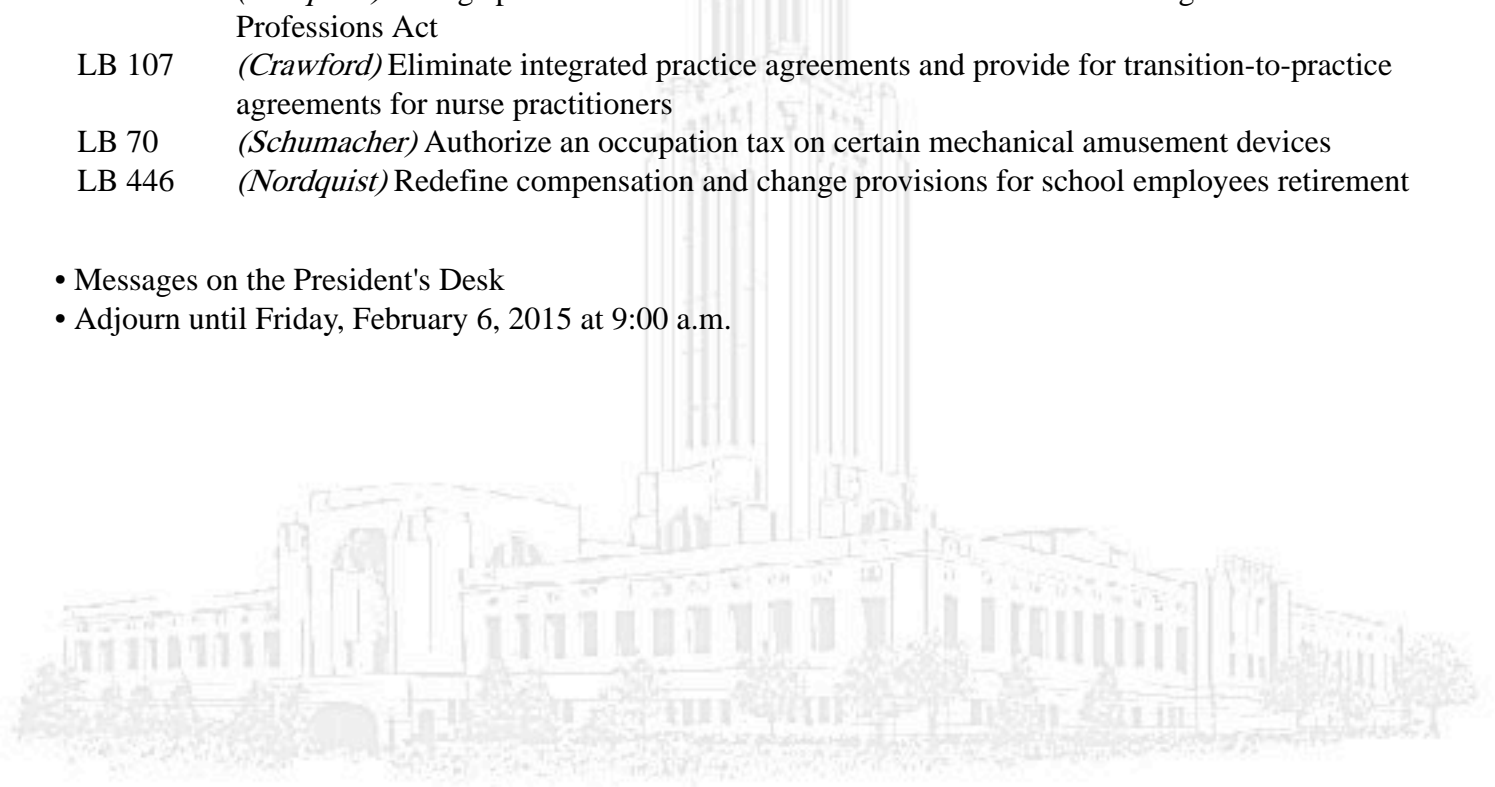 Professions Act
LB 107 (Crawford) Eliminate integrated practice agreements and provide for transition-to-practice
agreements for nurse practitioners
LB 70 (Schumacher) Authorize an occupation tax on certain mechanical amusement devices
LB 446 (Nordquist) Redefine compensation and change provisions for school employees retirement
• Messages on the President's Desk
• Adjourn until Friday, February 6, 2015 at 9:00 a.m.